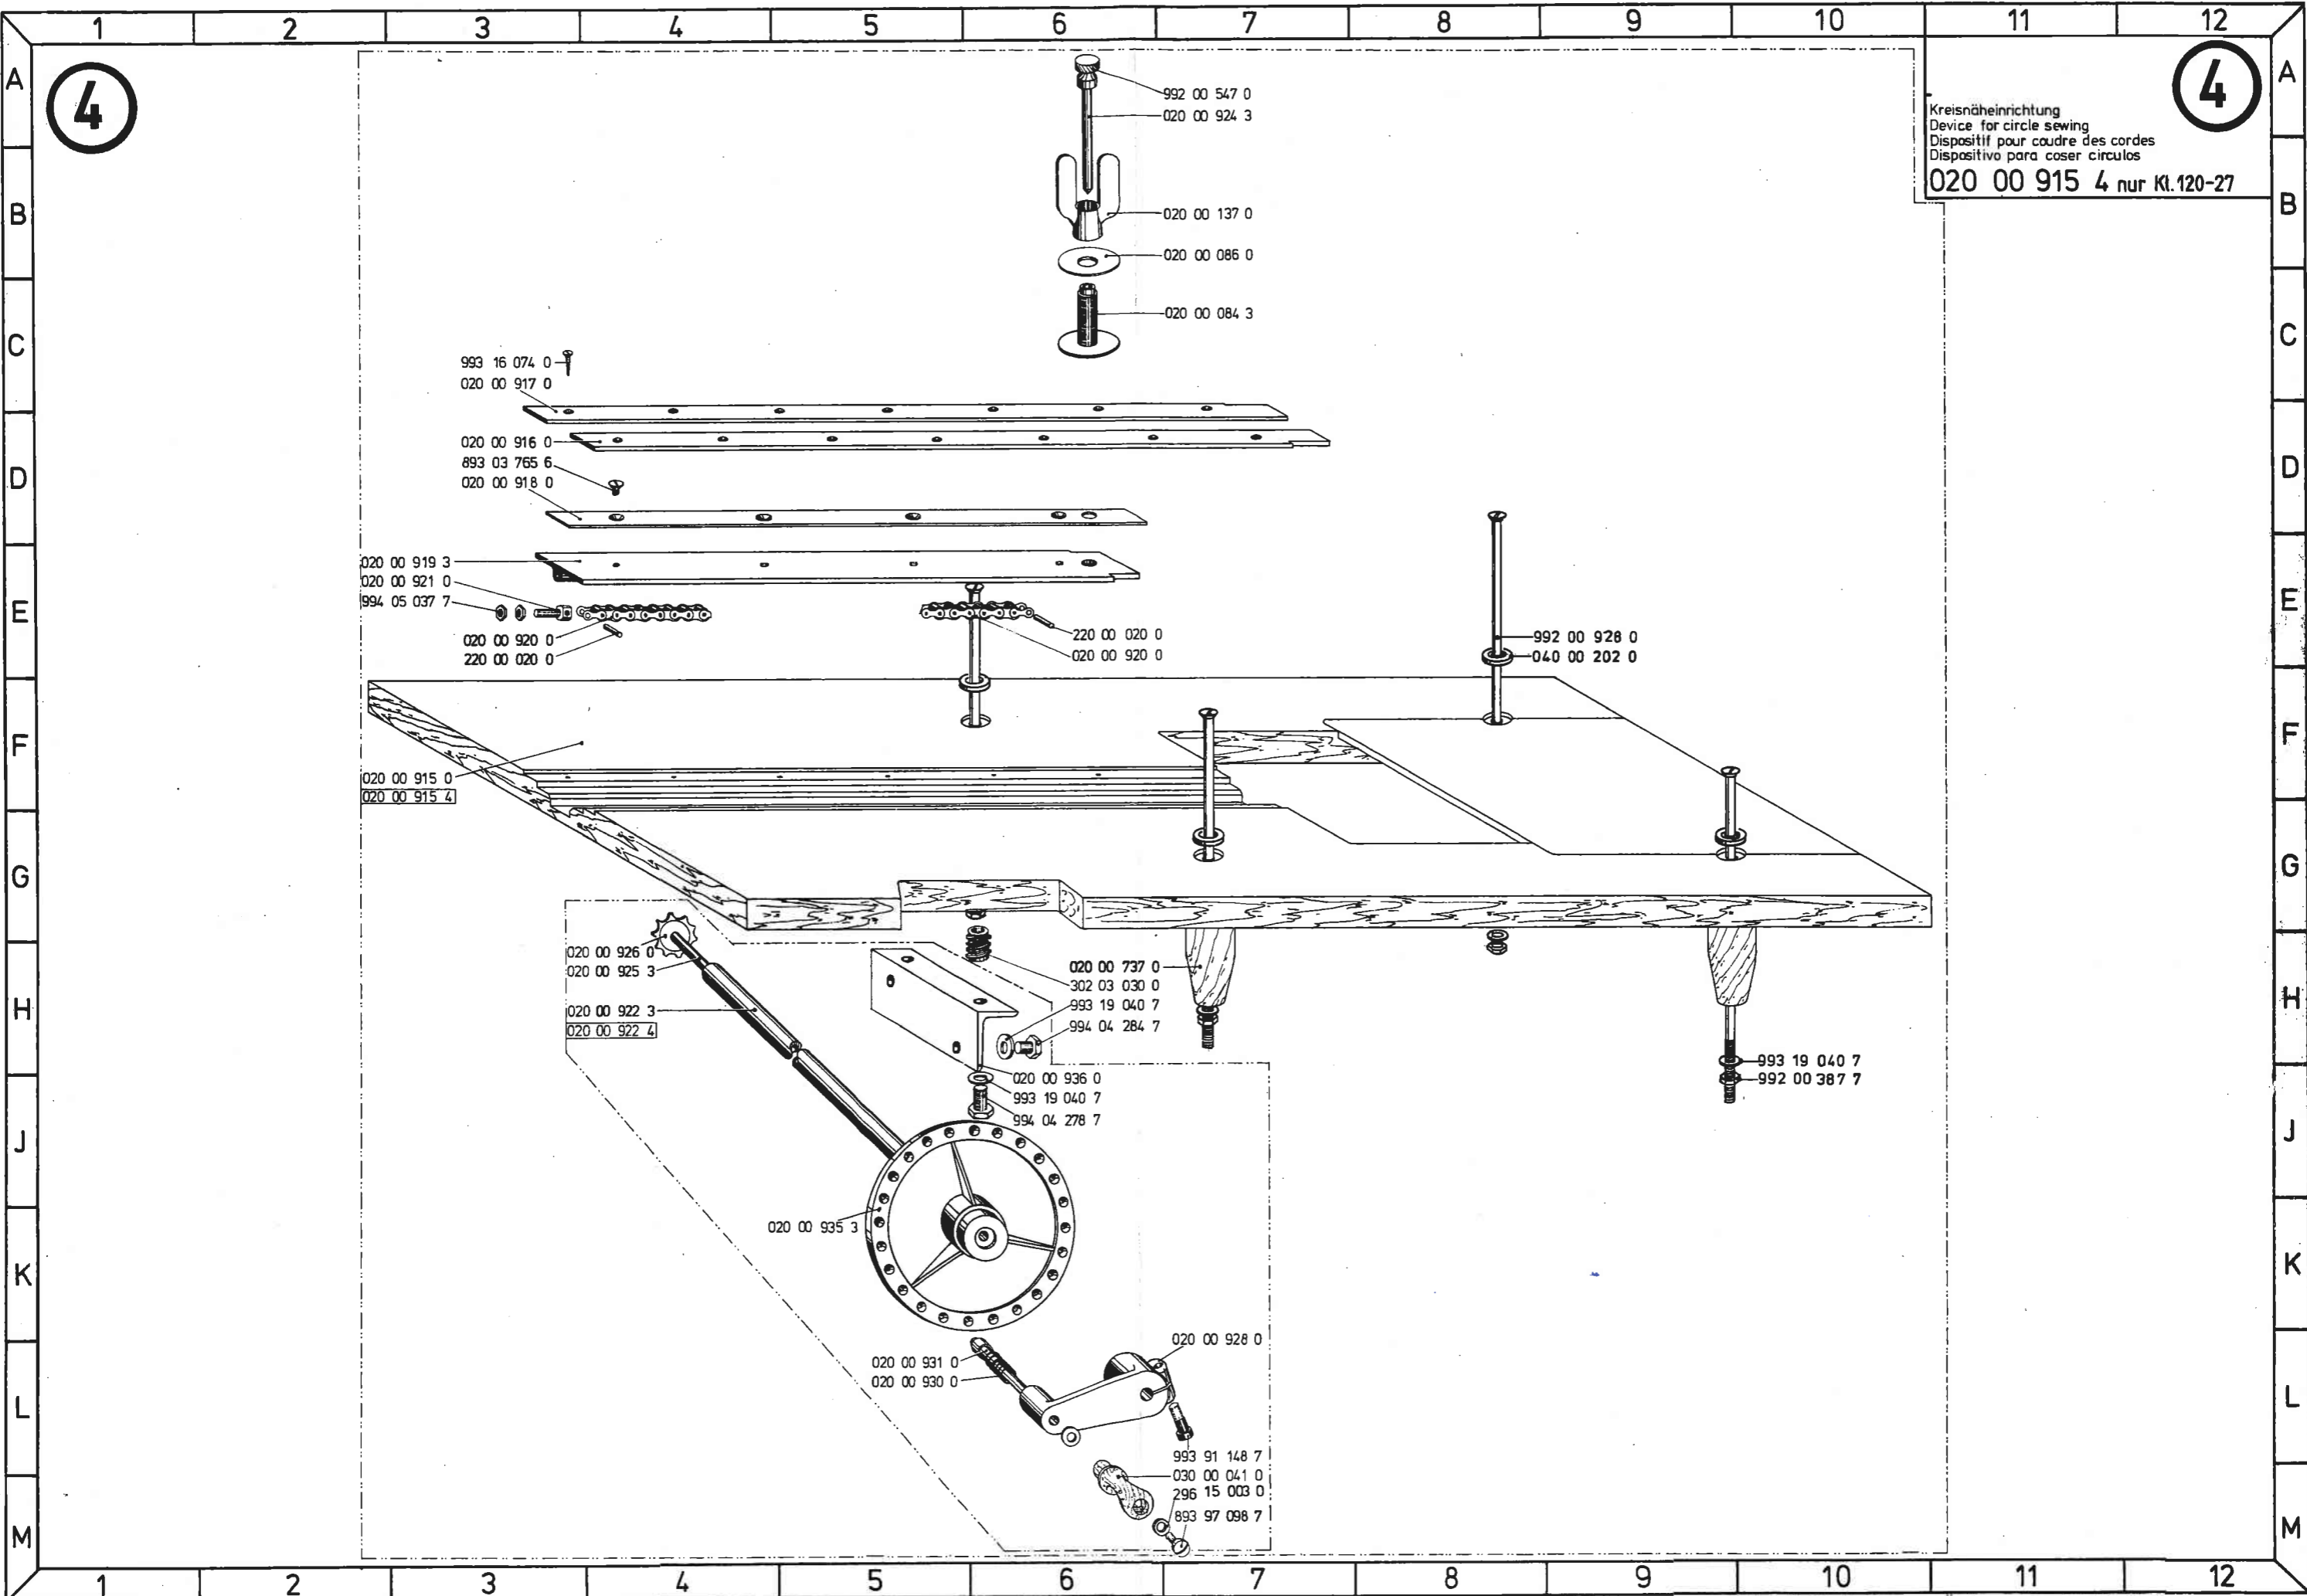 1 2 3 4 5 6 7 8 9 10 11 12
A
4
4
A
Kreisnäheinrichtung
Device for circle sewing
Dispositif pour coudre des cordes
Dispositivo para coser circulos
020 00 915 4 nur Kl. 120-27
992 00 547 0
020 00 924 3
B
020 00 137 0
B
020 00 086 0
020 00 084 3
C
C
993 16 074 0
020 00 917 0
020 00 916 0
893 03 765 6
020 00 918 0
D
D
020 00 919 3
020 00 921 0
994 05 037 7
E
E
020 00 920 0
220 00 020 0
220 00 020 0
020 00 920 0
992 00 928 0
040 00 202 0
F
F
020 00 915 0
020 00 915 4
G
G
020 00 926 0
020 00 925 3
020 00 922 3
020 00 922 4
H
H
020 00 737 0
302 03 030 0
993 19 040 7
994 04 284 7
993 19 040 7
992 00 387 7
020 00 936 0
993 19 040 7
994 04 278 7
J
J
020 00 935 3
K
K
020 00 931 0
020 00 930 0
020 00 928 0
L
L
993 91 148 7
030 00 041 0
296 15 003 0
893 97 098 7
M
M
1 2 3 4 5 6 7 8 9 10 11 12